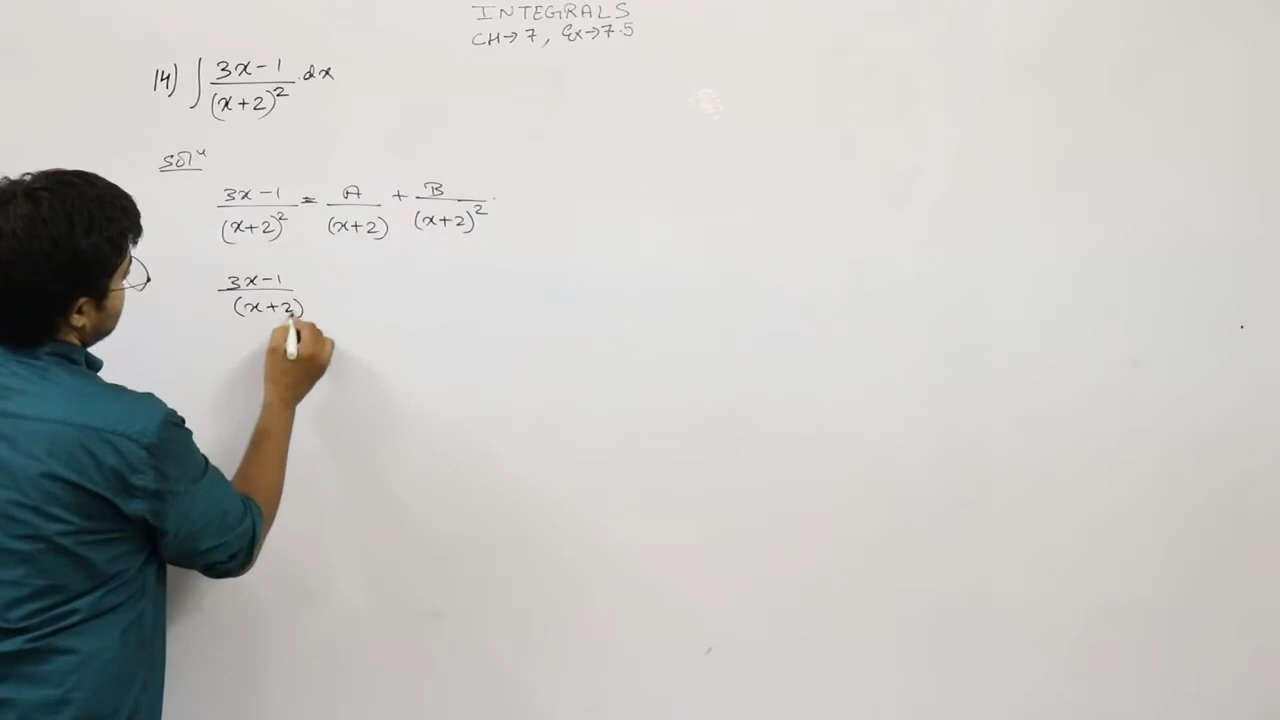 INTEGRALS
CH→7, Ex→7.5
14) ∫ (3x-1)/(x+2)² .dx
Solⁿ
(3x-1)/(x+2)² = A/(x+2) + B/(x+2)²
(3x-1)/(x+2)